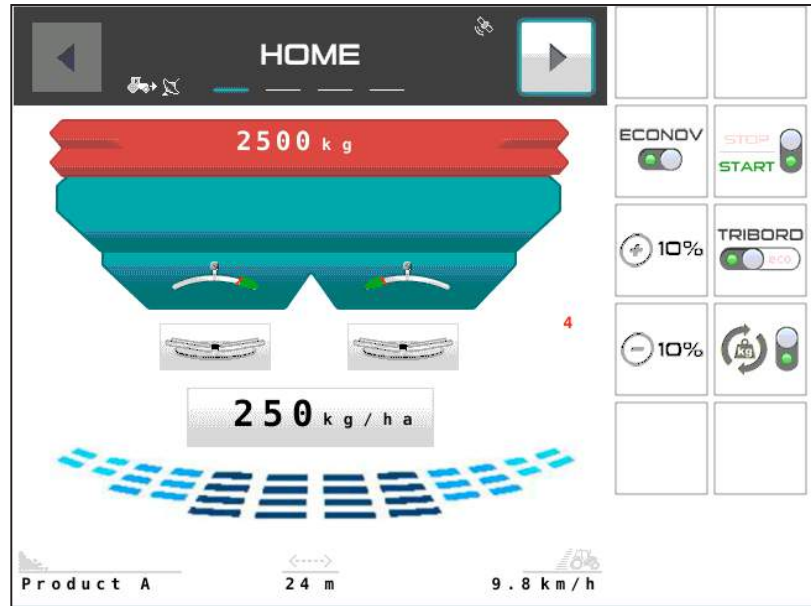 HOME
2500 kg
4
250 kg/ha
Product A
24 m
9.8 km/h
ECONOV
STOP
START
10%
TRIBORD
eco
10%
kg